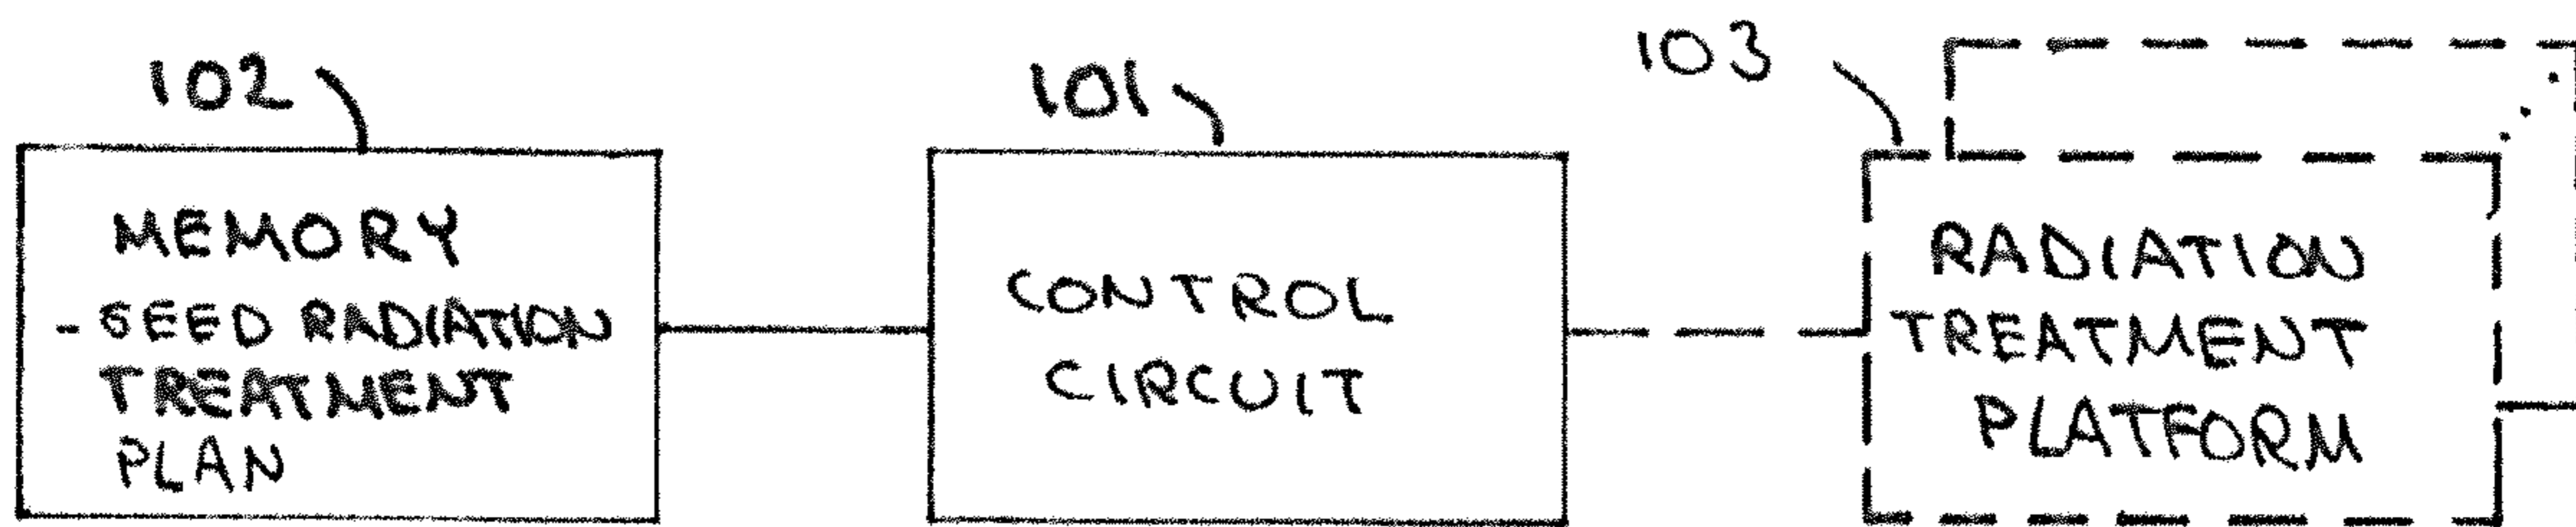 102
101
103
MEMORY
- SEED RADIATION
TREATMENT
PLAN
CONTROL
CIRCUIT
RADIATION
TREATMENT
PLATFORM